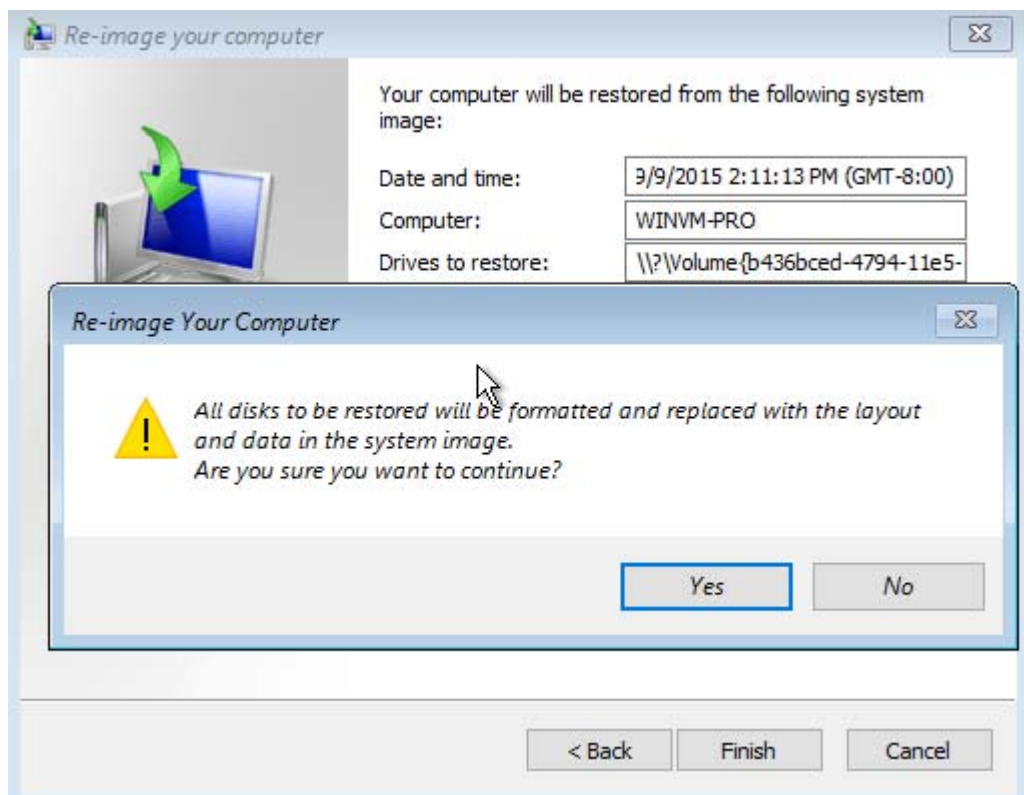 Re-image your computer
Your computer will be restored from the following system
image:
Date and time: 9/9/2015 2:11:13 PM (GMT-8:00)
Computer: WINVM-PRO
Drives to restore: \\?\Volume{b436bced-4794-11e5-
Re-image Your Computer
All disks to be restored will be formatted and replaced with the layout
and data in the system image.
Are you sure you want to continue?
Yes No
< Back Finish Cancel